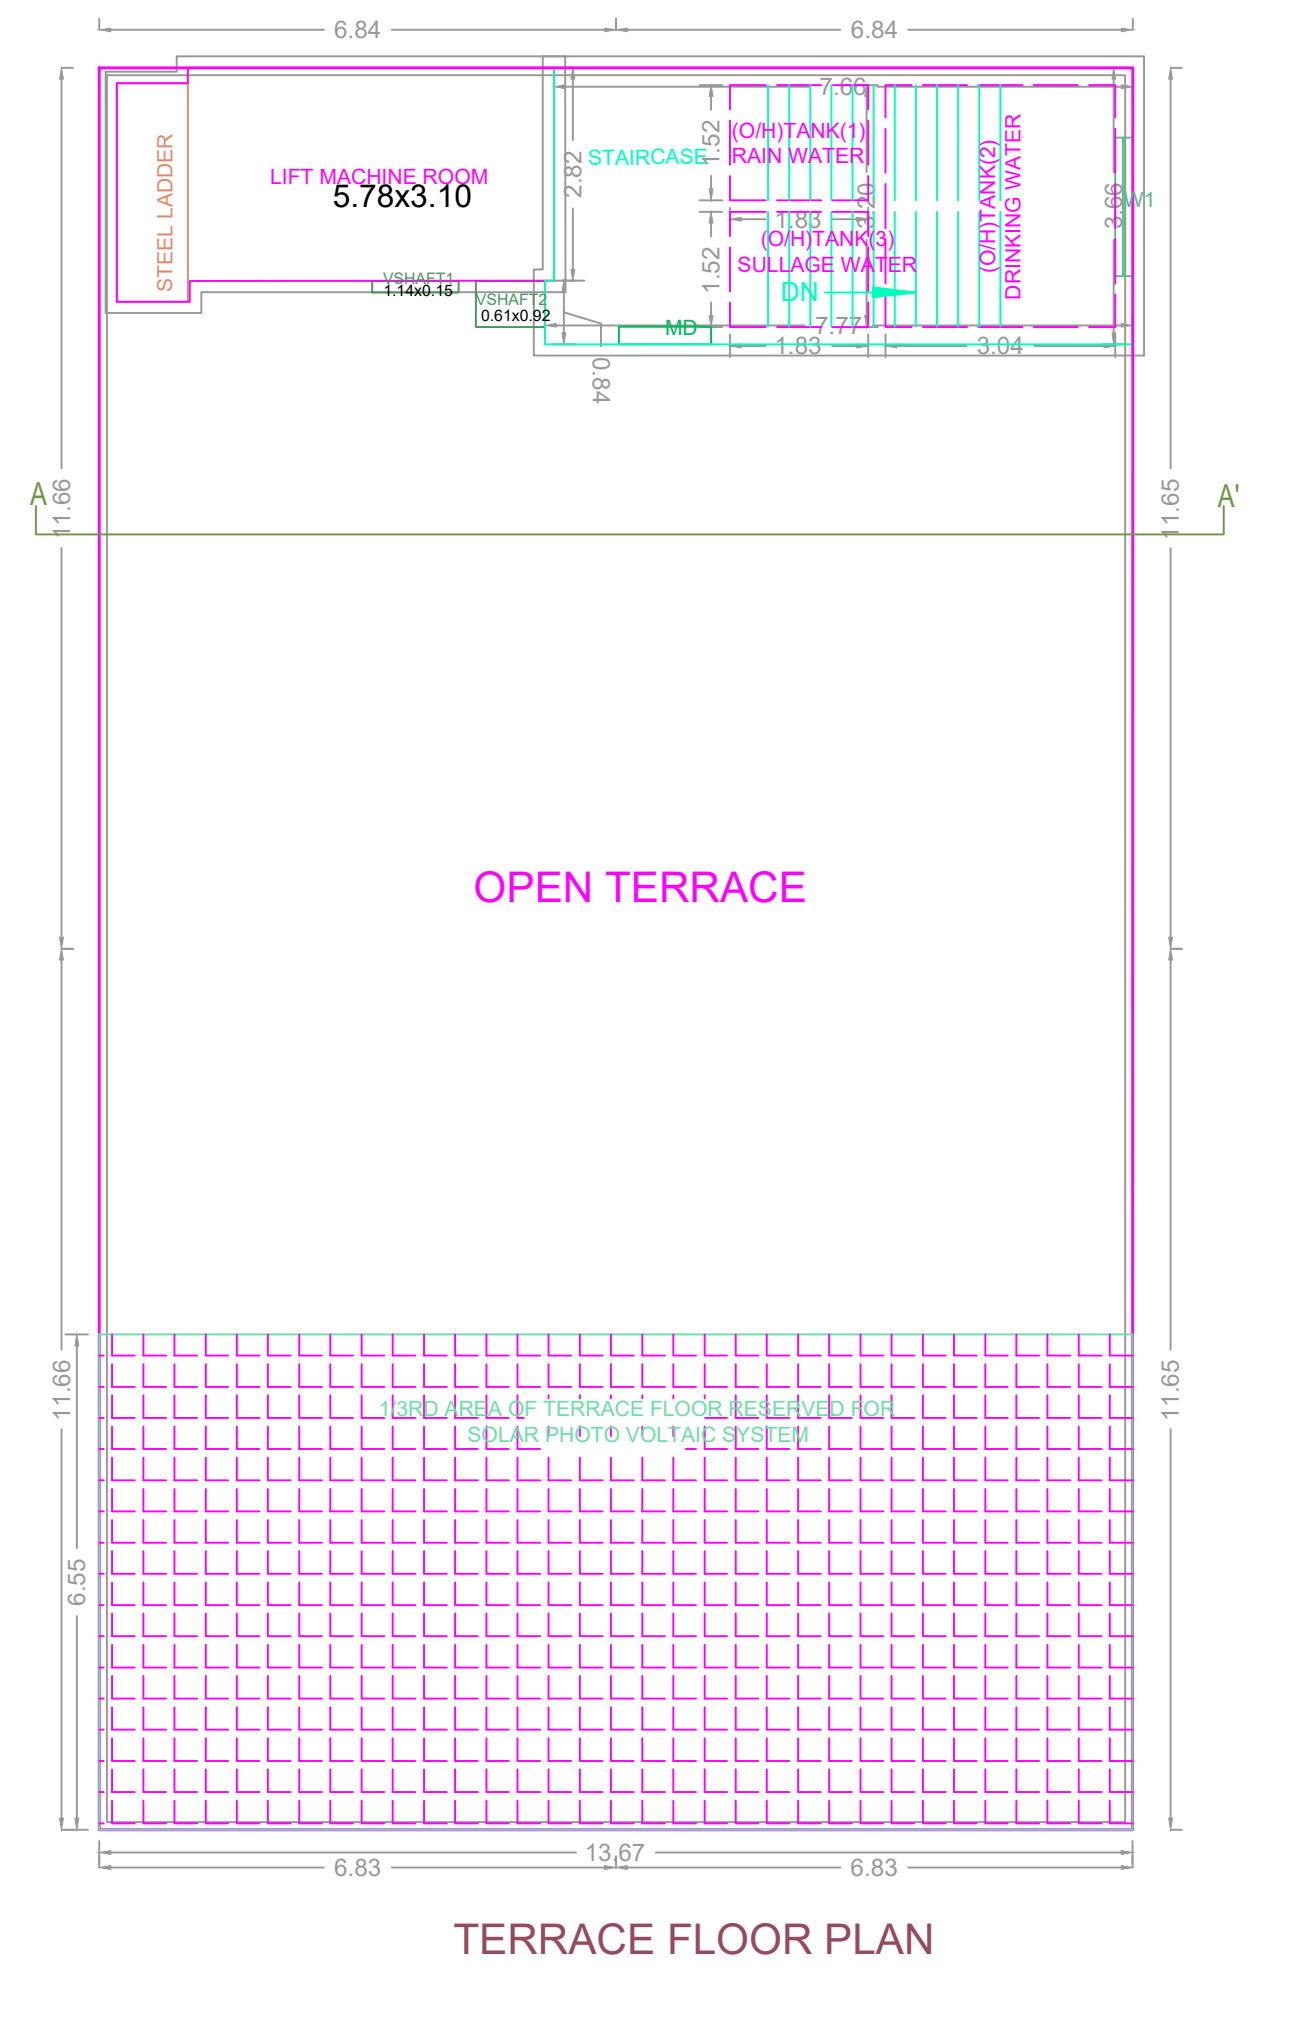 6.84
6.84
7.66
(O/H)TANK(1)
RAIN WATER
1.52
STAIRCASE
2.82
STEEL LADDER
LIFT MACHINE ROOM
5.78x3.10
(O/H)TANK(2)
DRINKING WATER
W1
3.66
3.20
1.83
(O/H)TANK(3)
SULLAGE WATER
1.52
DN
VSHAFT1
1.14x0.15
VSHAFT2
0.61x0.92
MD
7.77
1.83
3.04
0.84
A
A'
11.66
11.65
OPEN TERRACE
11.66
11.65
1/3RD AREA OF TERRACE FLOOR RESERVED FOR
SOLAR PHOTO VOLTAIC SYSTEM
6.55
13.67
6.83
6.83
TERRACE FLOOR PLAN